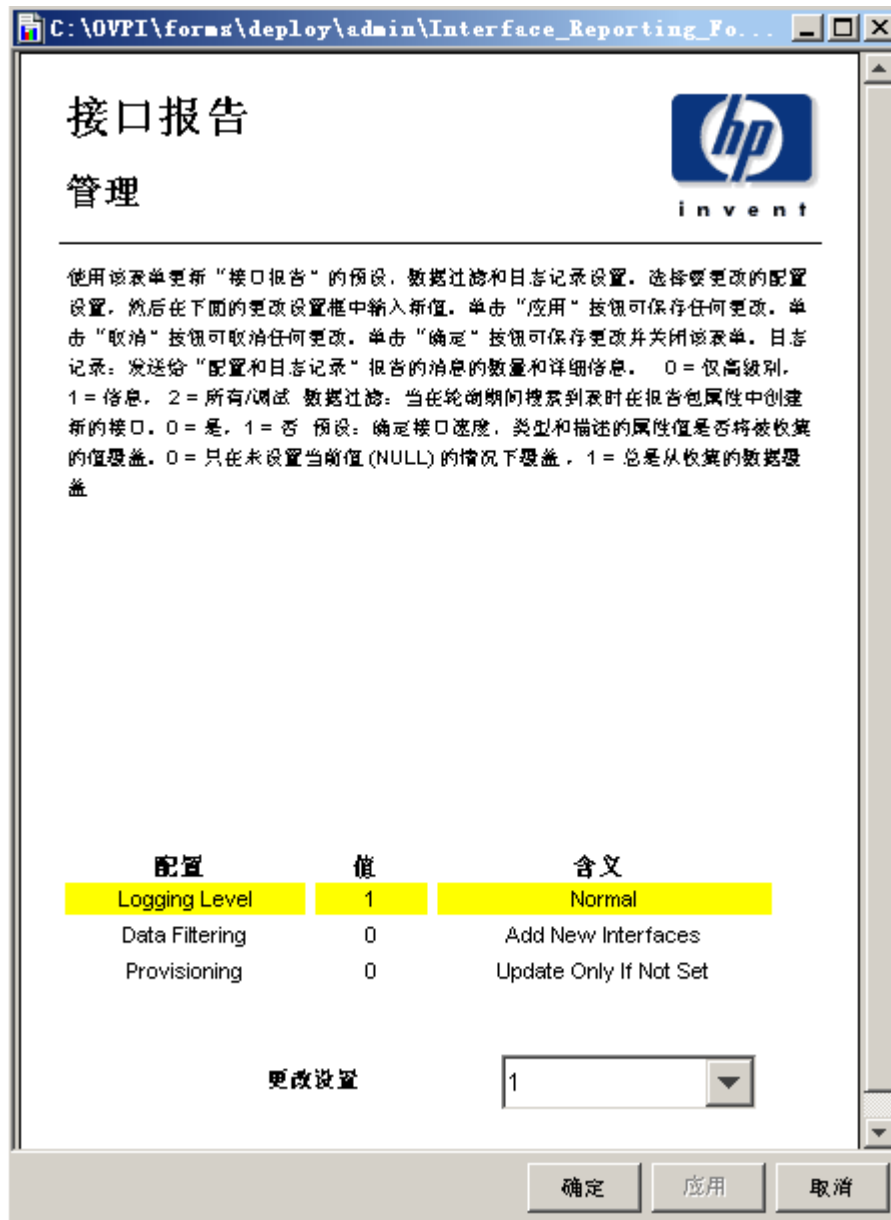 C:\OVPI\forms\deploy\admin\Interface_Reporting_Fo...
接口报告
hp
管理
invent
使用该表单更新“接口报告”的预设，数据过滤和日志记录设置。选择要更改的配置
设置，然后在下面的更改设置框中输入新值。单击“应用”按钮可保存任何更改。单
击“取消”按钮可取消任何更改。单击“确定”按钮可保存更改并关闭该表单。日志
记录：发送给“配置和日志记录”报告的消息的数量和详细信息。 0 = 仅高级别，
1 = 信息， 2 = 所有/调试 数据过滤：当在轮询期间搜索到表时在报告包属性中创建
新的接口。0 = 是，1 = 否 预设：确定接口速度，类型和描述的属性值是否将被收集
的值覆盖。0 = 只在未设置当前值 (NULL) 的情况下覆盖，1 = 总是从收集的数据覆
盖
配置 值 含义
Logging Level 1 Normal
Data Filtering 0 Add New Interfaces
Provisioning 0 Update Only If Not Set
更改设置 1
确定 应用 取消